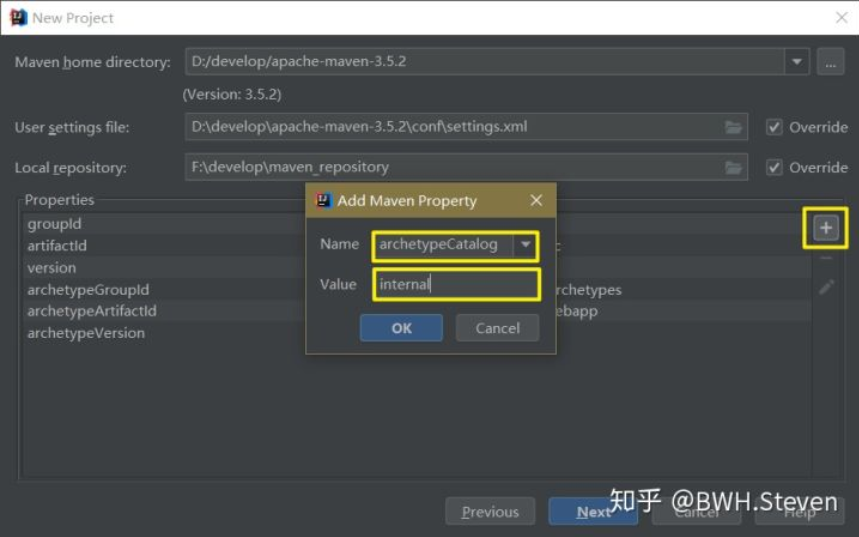 New Project
Maven home directory:
D:/develop/apache-maven-3.5.2
...
(Version: 3.5.2)
User settings file:
D:\develop\apache-maven-3.5.2\conf\settings.xml
Override
Local repository:
F:\develop\maven_repository
Override
Properties
Add Maven Property
groupId
artifactId
version
archetypeGroupId
archetypeArtifactId
archetypeVersion
Name
archetypeCatalog
Value
internal
OK
Cancel
c
rchetypes
ebapp
Previous
Next
Cancel
Help
知乎 @BWH.Steven